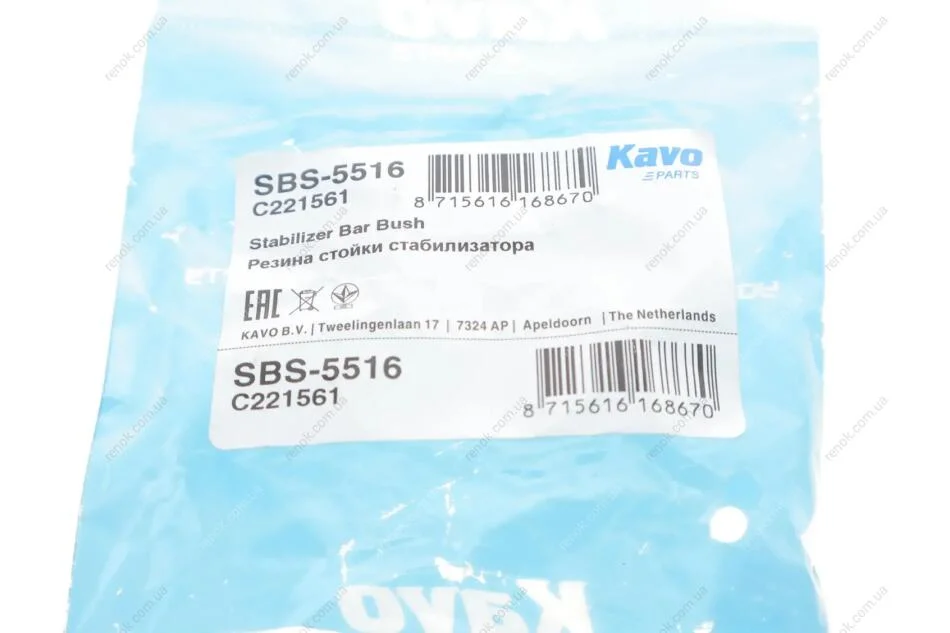 SBS-5516
C221561
8 715616 168670
Kavo
PARTS
Stabilizer Bar Bush
Резина стойки стабилизатора
EAC
KAVO B.V. | Tweelingenlaan 17 | 7324 AP | Apeldoorn | The Netherlands
SBS-5516
C221561
8 715616 168670
Kavo
renok.com.ua